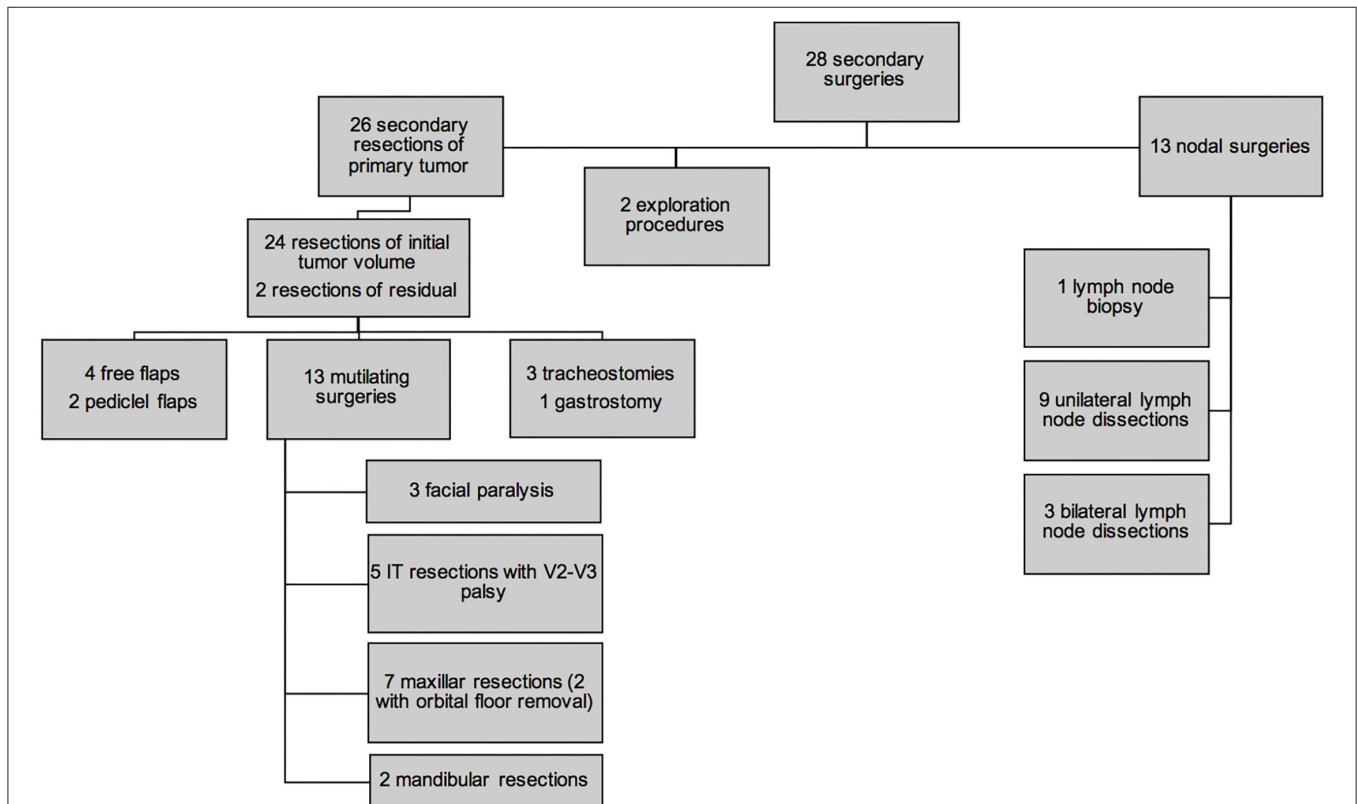 28 secondary
surgeries
26 secondary
resections of
primary tumor
2 exploration
procedures
13 nodal surgeries
24 resections of initial
tumor volume
2 resections of residual
4 free flaps
2 pediclel flaps
13 mutilating
surgeries
3 tracheostomies
1 gastrostomy
3 facial paralysis
5 IT resections with V2-V3
palsy
7 maxillar resections (2
with orbital floor removal)
2 mandibular resections
1 lymph node
biopsy
9 unilateral lymph
node dissections
3 bilateral lymph
node dissections